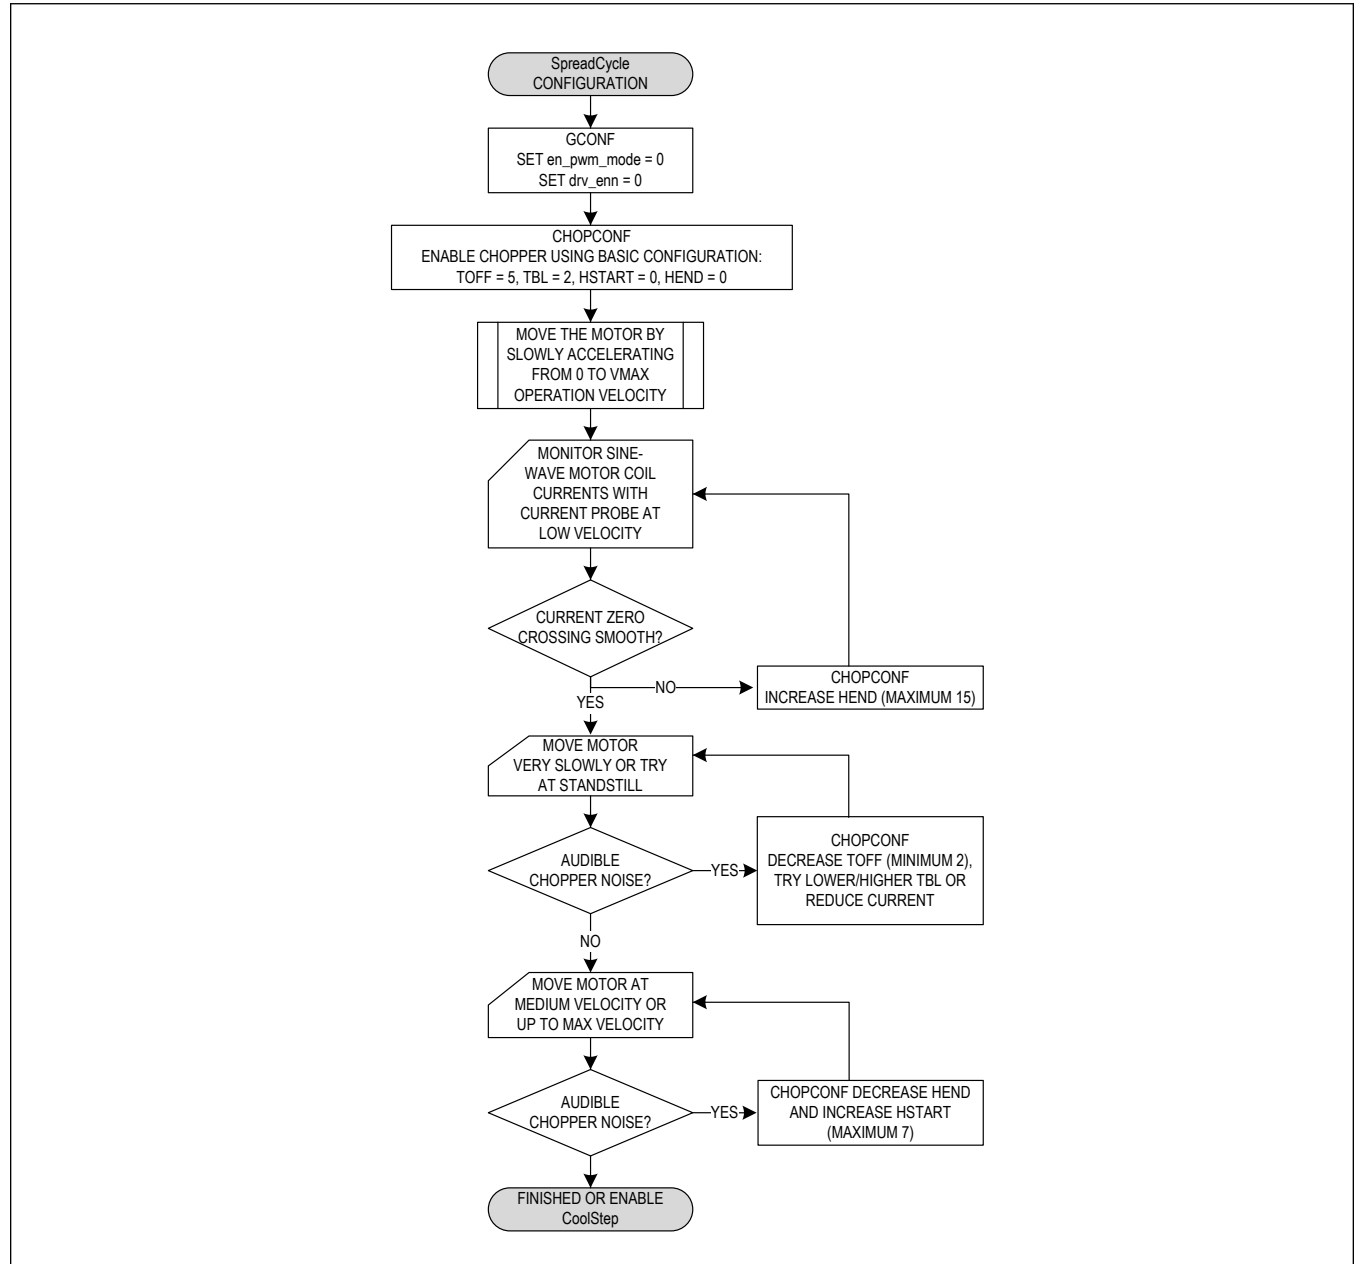 SpreadCycle
CONFIGURATION
GCONF
SET en_pwm_mode = 0
SET drv_enn = 0
CHOPCONF
ENABLE CHOPPER USING BASIC CONFIGURATION:
TOFF = 5, TBL = 2, HSTART = 0, HEND = 0
MOVE THE MOTOR BY
SLOWLY ACCELERATING
FROM 0 TO VMAX
OPERATION VELOCITY
MONITOR SINE-
WAVE MOTOR COIL
CURRENTS WITH
CURRENT PROBE AT
LOW VELOCITY
CURRENT ZERO
CROSSING SMOOTH?
NO
CHOPCONF
INCREASE HEND (MAXIMUM 15)
YES
MOVE MOTOR
VERY SLOWLY OR TRY
AT STANDSTILL
AUDIBLE
CHOPPER NOISE?
YES
CHOPCONF
DECREASE TOFF (MINIMUM 2),
TRY LOWER/HIGHER TBL OR
REDUCE CURRENT
NO
MOVE MOTOR AT
MEDIUM VELOCITY OR
UP TO MAX VELOCITY
AUDIBLE
CHOPPER NOISE?
YES
CHOPCONF DECREASE HEND
AND INCREASE HSTART
(MAXIMUM 7)
FINISHED OR ENABLE
CoolStep